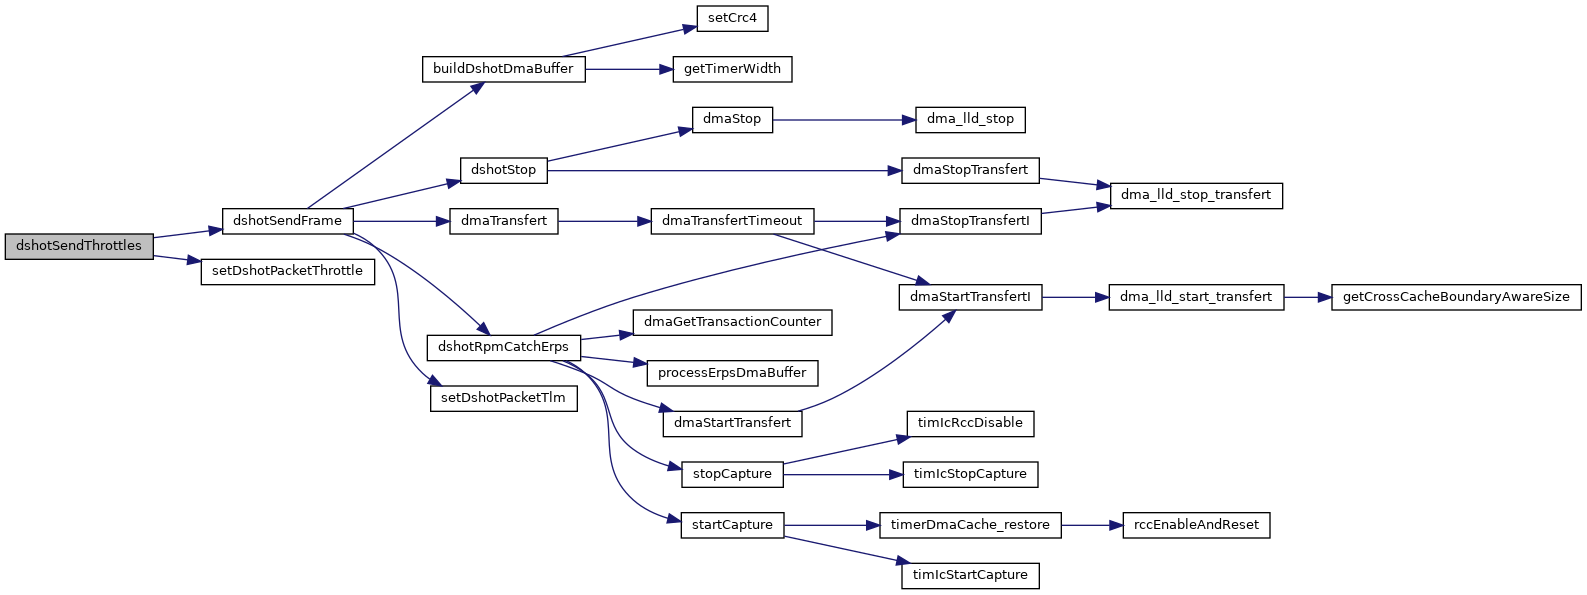 setCrc4
buildDshotDmaBuffer
getTimerWidth
dmaStop
dma_lld_stop
dshotStop
dmaStopTransfert
dma_lld_stop_transfert
dshotSendFrame
dmaTransfert
dmaTransfertTimeout
dmaStopTransfertI
dshotSendThrottles
setDshotPacketThrottle
dmaStartTransfertI
dma_lld_start_transfert
getCrossCacheBoundaryAwareSize
dmaGetTransactionCounter
dshotRpmCatchErps
processErpsDmaBuffer
setDshotPacketTlm
dmaStartTransfert
timIcRccDisable
stopCapture
timIcStopCapture
startCapture
timerDmaCache_restore
rccEnableAndReset
timIcStartCapture